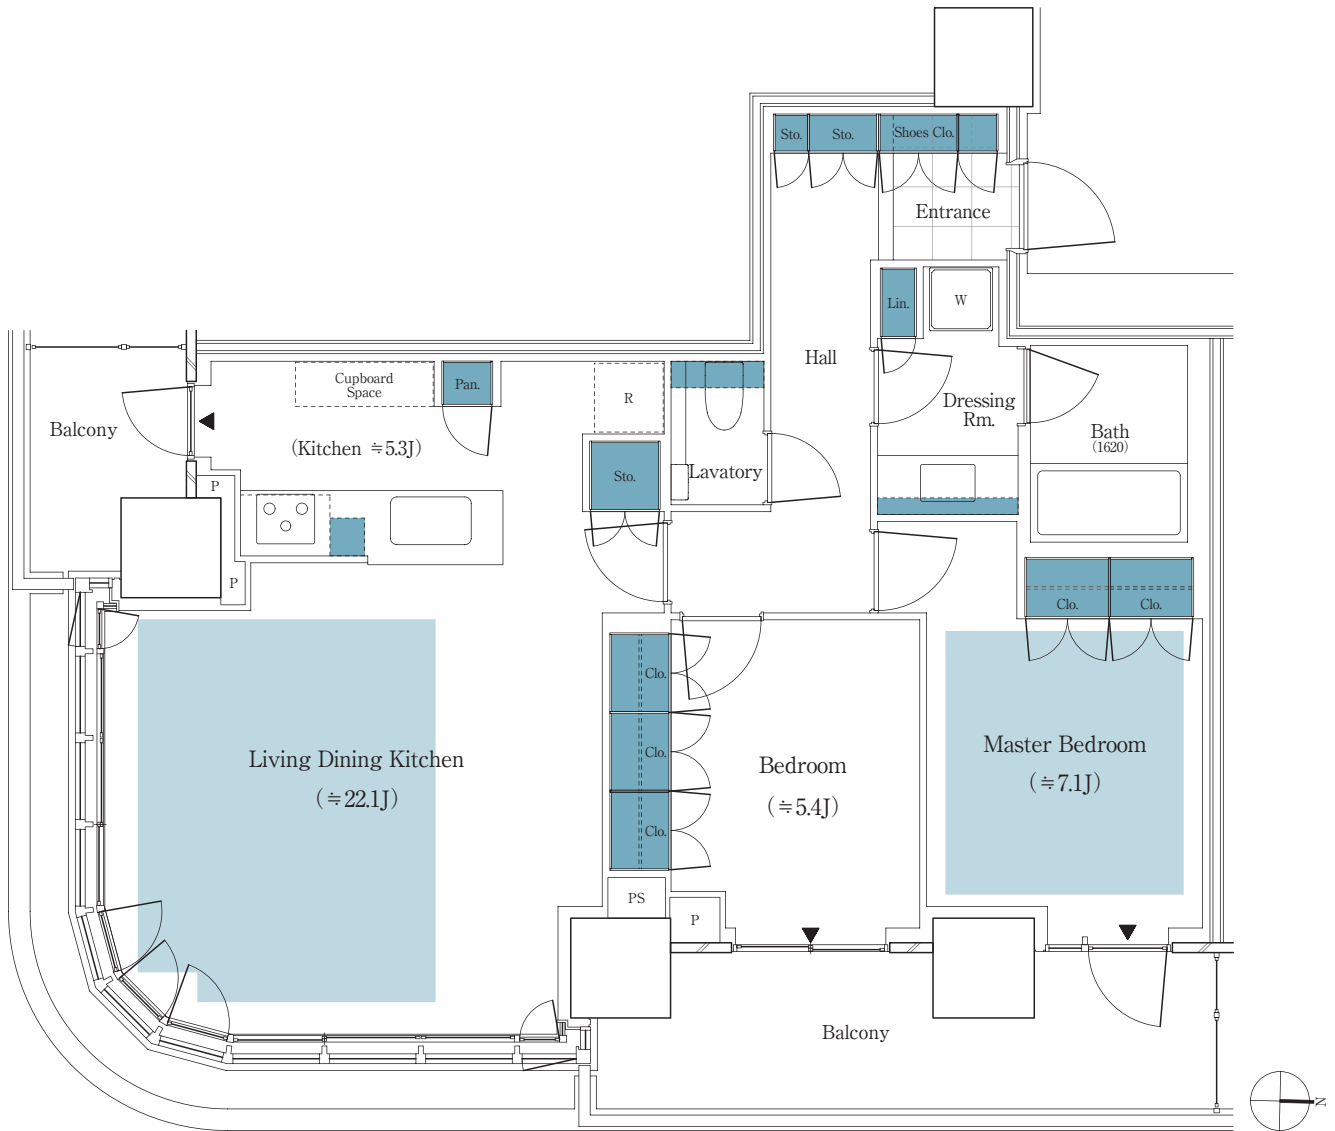 Sto.
Sto.
Shoes Clo.
Entrance
Lin.
W
Hall
Cupboard
Space
Pan.
R
Dressing
Rm.
Balcony
(Kitchen ≒5.3J)
Bath
(1620)
Sto.
Lavatory
P
P
Clo.
Clo.
Clo.
Clo.
Clo.
Living Dining Kitchen
(≒22.1J)
Bedroom
(≒5.4J)
Master Bedroom
(≒7.1J)
PS
P
Balcony
N